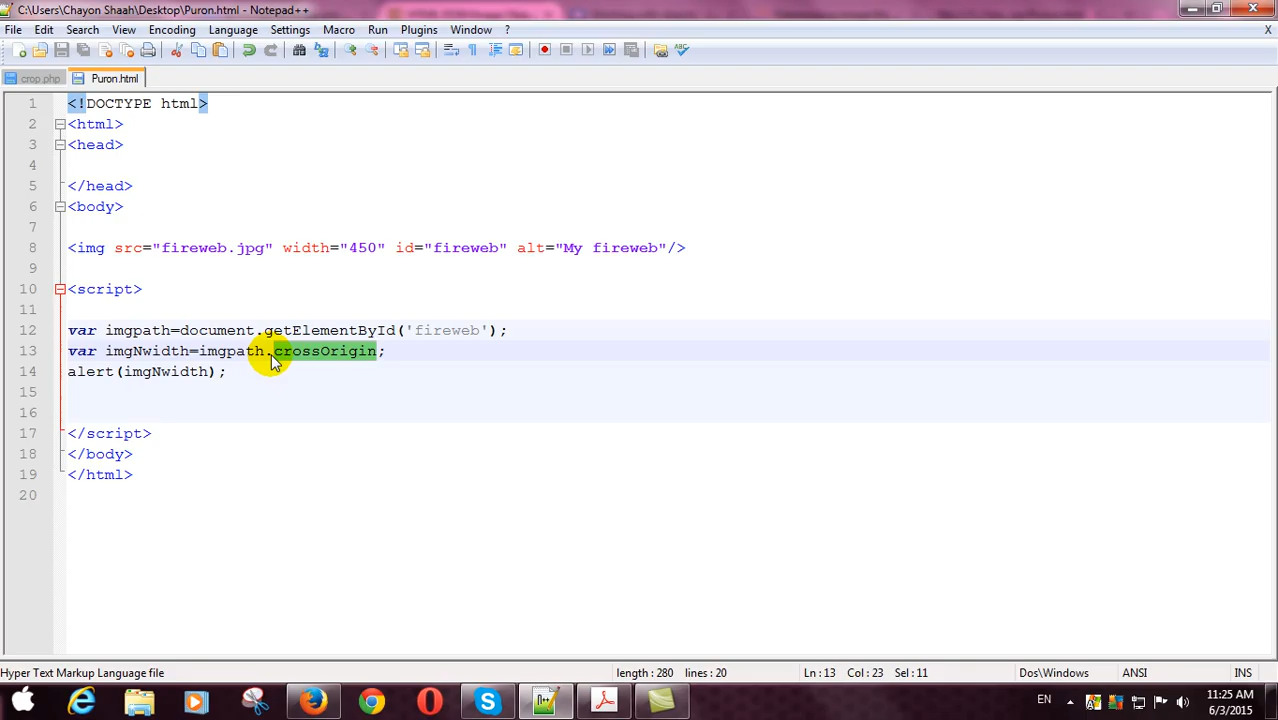 C:\Users\Chayon Shaah\Desktop\Puron.html - Notepad++
File Edit Search View Encoding Language Settings Macro Run Plugins Window ? X
crop.php Puron.html
1 <!DOCTYPE html>
2 <html>
3 <head>
4
5 </head>
6 <body>
7
8 <img src="fireweb.jpg" width="450" id="fireweb" alt="My fireweb"/>
9
10 <script>
11
12 var imgpath=document.getElementById('fireweb');
13 var imgNwidth=imgpath.crossOrigin;
14 alert(imgNwidth);
15
16
17 </script>
18 </body>
19 </html>
20
Hyper Text Markup Language file length : 280 lines : 20 Ln : 13 Col : 23 Sel : 11 Dos\Windows ANSI INS
EN 11:25 AM
6/3/2015